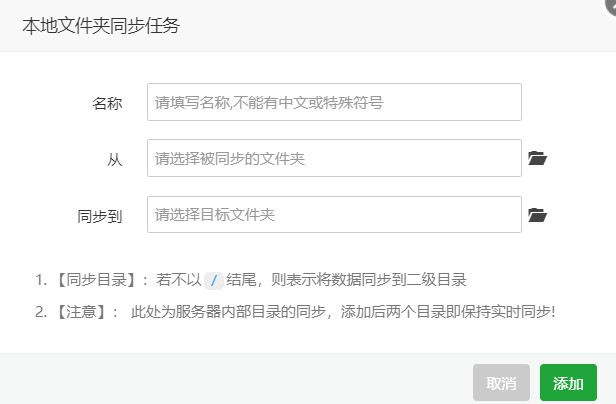 本地文件夹同步任务
名称 请填写名称,不能有中文或特殊符号
从 请选择被同步的文件夹
同步到 请选择目标文件夹
1. 【同步目录】：若不以 / 结尾，则表示将数据同步到二级目录
2. 【注意】： 此处为服务器内部目录的同步，添加后两个目录即保持实时同步!
取消 添加